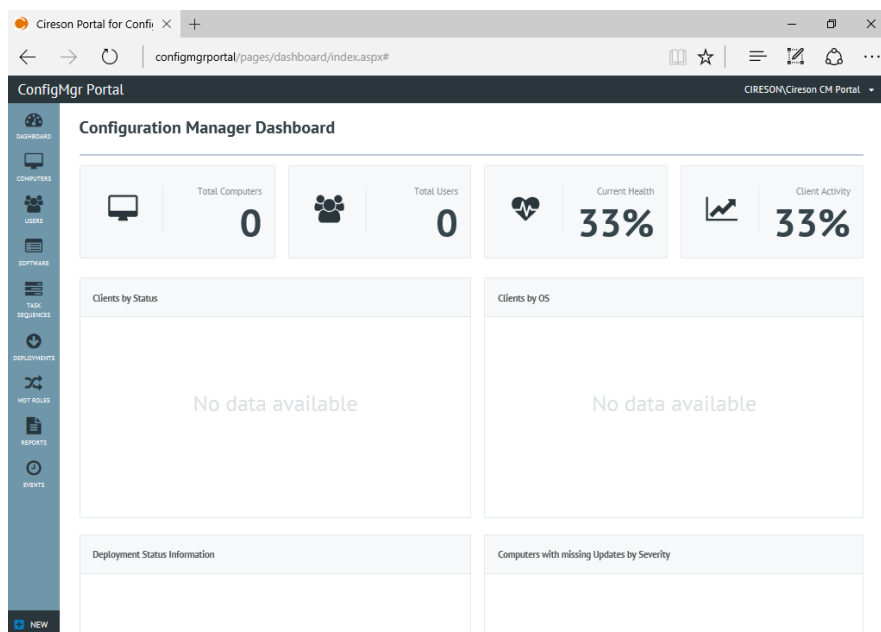 Cireson Portal for Config
configmgrportal/pages/dashboard/index.aspx#
ConfigMgr Portal
CIRESON\Cireson CM Portal
DASHBOARD
COMPUTERS
USERS
SOFTWARE
TASK
SEQUENCES
DEPLOYMENTS
MDT ROLES
REPORTS
EVENTS
NEW
Configuration Manager Dashboard
Total Computers
0
Total Users
0
Current Health
33%
Client Activity
33%
Clients by Status
No data available
Clients by OS
No data available
Deployment Status Information
Computers with missing Updates by Severity